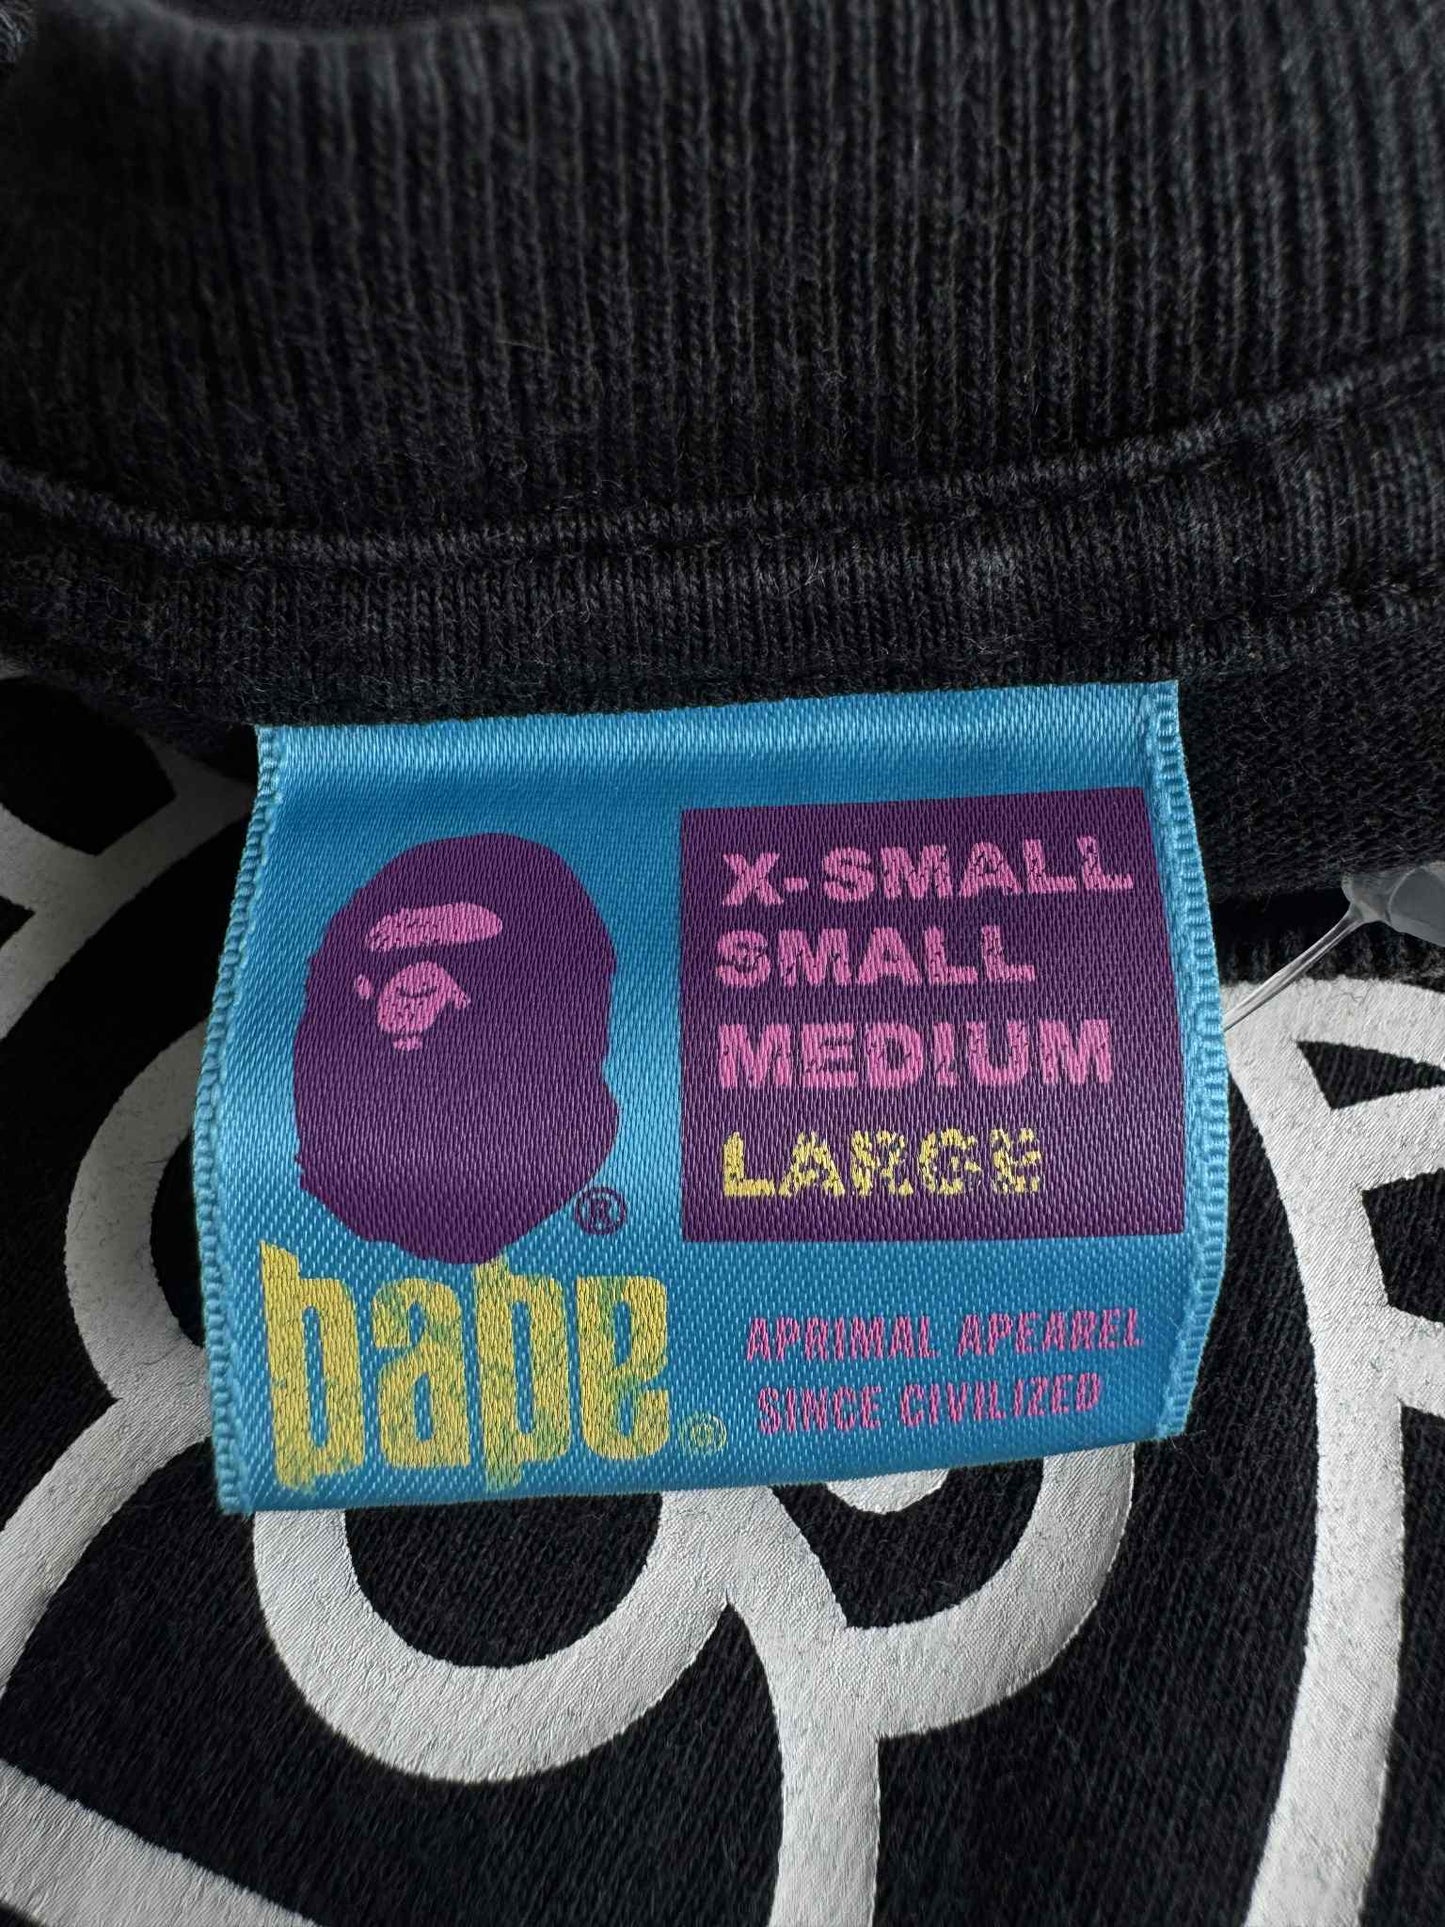 X-SMALL
SMALL
MEDIUM
LARGE
®
bape®
APRIMAL APEAREL
SINCE CIVILIZED